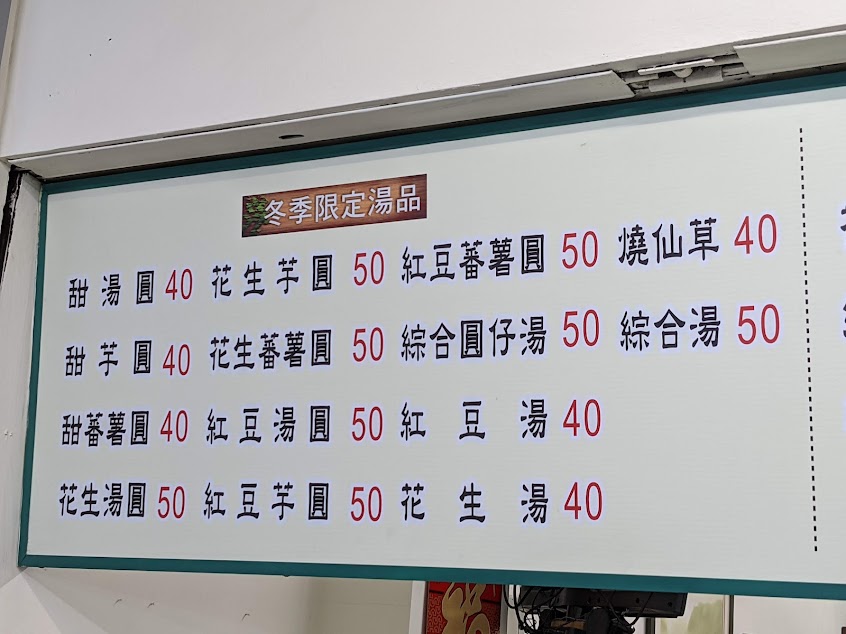 冬季限定湯品
甜湯圓 40 花生芋圓 50 紅豆蕃薯圓 50 燒仙草 40
甜芋圓 40 花生蕃薯圓 50 綜合圓仔湯 50 綜合湯 50
甜蕃薯圓 40 紅豆湯圓 50 紅豆湯 40
花生湯圓 50 紅豆芋圓 50 花生湯 40